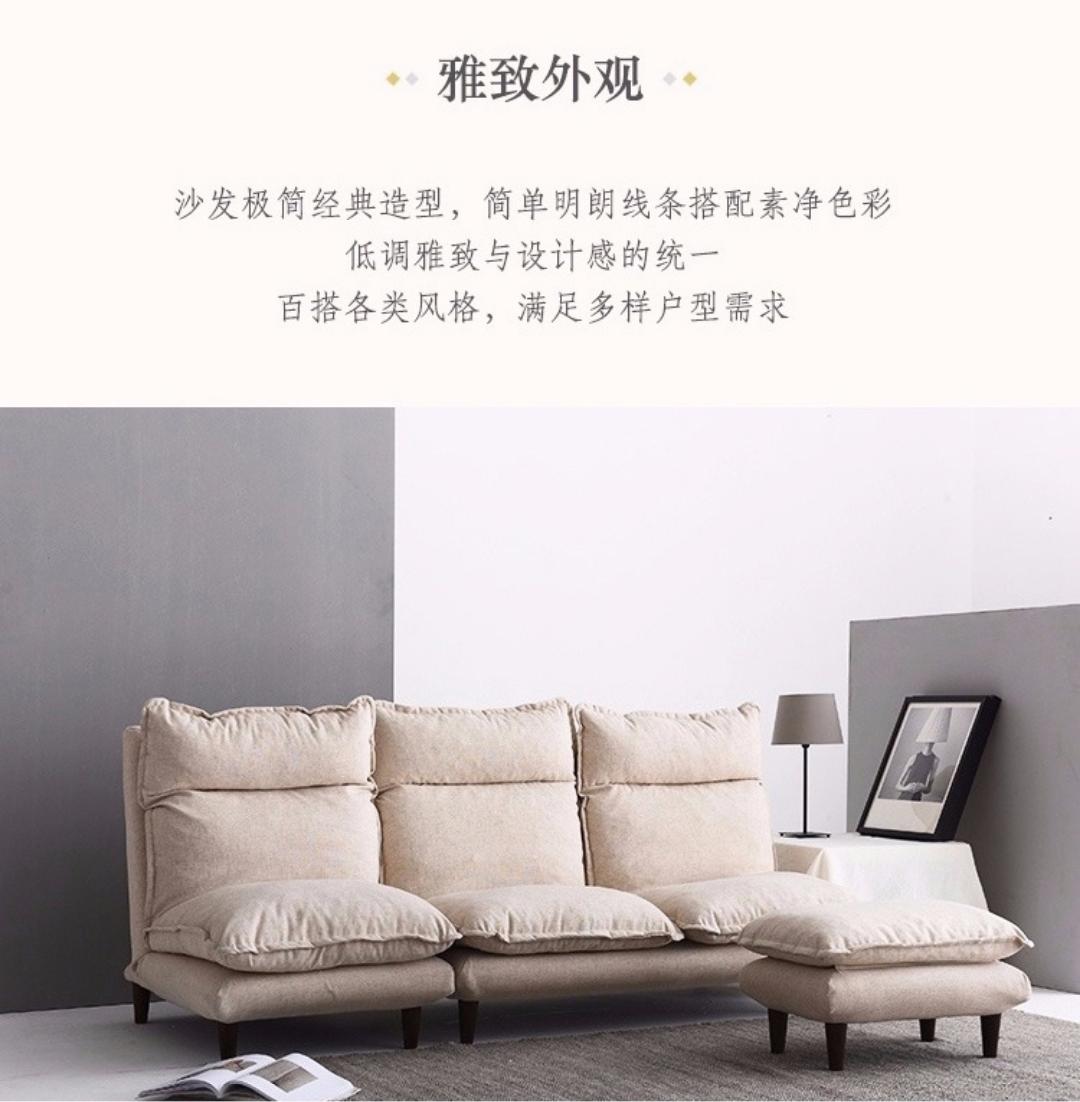 雅致外观
沙发极简经典造型，简单明朗线条搭配素净色彩
低调雅致与设计感的统一
百搭各类风格，满足多样户型需求